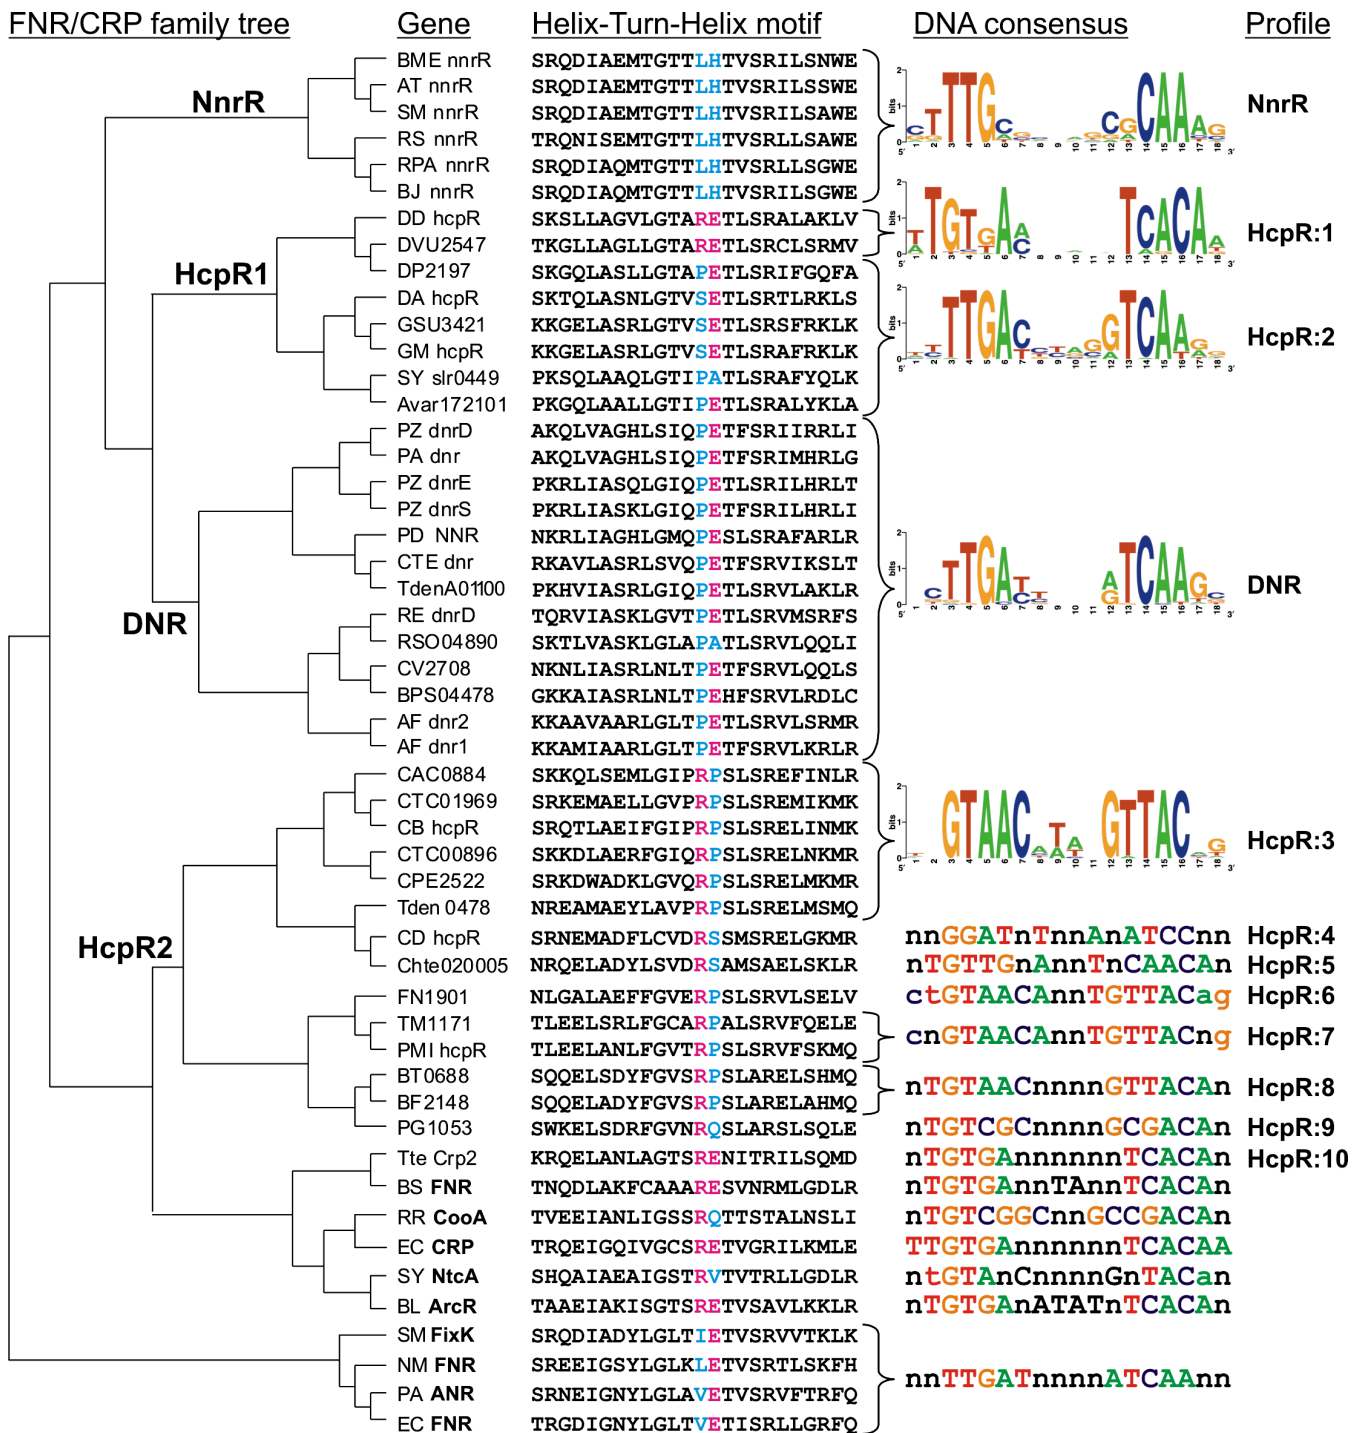 FNR/CRP family tree Gene Helix-Turn-Helix motif DNA consensus Profile
BME nnrR SRQDIAEMTGTTLHTVSRILSNWE
AT nnrR SRQDIAEMTGTTLHTVSRILSSWE
NnrR
SM nnrR SRQDIAEMTGTTLHTVSRILSAWE
NnrR
RS nnrR TRQNISEMTGTTLHTVSRLLSAWE
RPA nnrR SRQDIAQMTGTTLHTVSRLLSGWE
BJ nnrR SRQDIAQMTGTTLHTVSRILSGWE
DD hcpR SKSLLAGVLGTARETLSRALAKLV
HcpR:1
DVU2547 TKGLLAGLLGTARETLSRCLSRMV
HcpR1
DP2197 SKGQLASLLGTAPETLSRIFGQFA
DA hcpR SKTQLASNLGTVSETLSRTLRKLS
GSU3421 KKGELASRLGTVSETLSRSFRKLK
HcpR:2
GM hcpR KKGELASRLGTVSETLSRAFRKLK
SY slr0449 PKSQLAAQLGTIPATLSRAFYQLK
Avar172101 PKGQLAALLGTIPETLSRALYKLA
PZ dnrD AKQLVAGHLSIQPETFSRIIRRLI
PA dnr AKQLVAGHLSIQPETFSRIMHRLG
PZ dnrE PKRLIASQLGIQPETFSRILHRLT
PZ dnrS PKRLIASKLGIQPETFSRILHRLI
PD NNR NKRLIAGHLGMQPESLSRAFARLR
CTE dnr RKAVLASRLSVQPETFSRVIKSLT
TdenA01100 PKHVIASRLGIQPETLSRVLAKLR
DNR
RE dnrD TQRVIASKLGVTPETLSRVMSRFS
DNR
RSO04890 SKTLVASKLGLAPATLSRVLQQLI
CV2708 NKNLIASRLNLTPETFSRVLQQLS
BPS04478 GKKAIASRLNLTPEHFSRVLRDLC
AF dnr2 KKAAVAARLGLTPETLSRVLSRMR
AF dnr1 KKAMIAARLGLTPETFSRVLKRLR
CAC0884 SKKQLSEMLGIPRPSLSREFINLR
CTC01969 SRKEMAELLGVPRPSLSREMIKMK
CB hcpR SRQTLAEIFGIPRPSLSRELINMK
HcpR:3
CTC00896 SKKDLAERFGIQRPSLSRELNKMR
CPE2522 SRKDWADKLGVQRPSLSRELMKMR
Tden 0478 NREAMAEYLAVPRPSLSRELMSMQ
HcpR2
CD hcpR SRNEMADFLCVDRSSMSRELGKMR nnGGATnTnnAnATCCnn HcpR:4
Chte020005 NRQELADYLSVDRSAMSAELSKLR nTGTTGnAnnTnCAACAn HcpR:5
FN1901 NLGALAEFFGVERPSLSRVLSELV ctGTAACAnnTGTTACag HcpR:6
TM1171 TLEELSRLFGCARPALSRVFQELE
cnGTAACAnnTGTTACng HcpR:7
PMI hcpR TLEELANLFGVTRPSLSRVFSKMQ
BT0688 SQQELSDYFGVSRPSLARELSHMQ
nTGTAACnnnnGTTACAn HcpR:8
BF2148 SQQELADYFGVSRPSLARELAHMQ
PG1053 SWKELSDRFGVNRQSLARSLSQLE nTGTCGCnnnnGCGACAn HcpR:9
Tte Crp2 KRQELANLAGTSRENITRILSQMD nTGTGAnnnnnnTCACAn HcpR:10
BS FNR TNQDLAKFCAAARESVNRMLGDLR nTGTGAnnTAnnTCACAn
RR CooA TVEEIANLIGSSRQTTSTALNSLI nTGTCGGCnnGCCGACAn
EC CRP TRQEIGQIVGCSRETVGRILKMLE TTGTGAnnnnnnTCACAA
SY NtcA SHQAIAEAIGSTRVTVTRLLGDLR ntGTAnCnnnnGnTACan
BL ArcR TAAEIAKISGTSRETVSAVLKKLR nTGTGAnATATnTCACAn
SM FixK SRQDIADYLGLTIETVSRVVTKLK
NM FNR SREEIGSYLGLKLETVSRTLSKFH
nnTTGATnnnnATCAAnn
PA ANR SRNEIGNYLGLAVETVSRVFTRFQ
EC FNR TRGDIGNYLGLTVETISRLLGRFQ